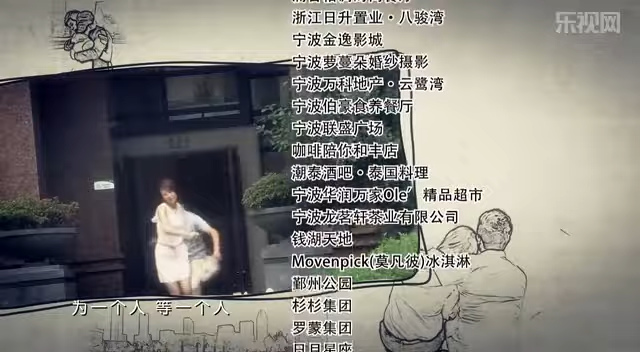 乐视网
浙江日升置业·八骏湾
宁波金逸影城
宁波萝蔓朵婚纱摄影
宁波万科地产·云鹭湾
宁波伯豪食养餐厅
宁波联盛广场
咖啡陪你和丰店
潮泰酒吧·泰国料理
宁波华润万家Ole’精品超市
宁波龙茗轩茶业有限公司
钱湖天地
Movenpick(莫凡彼)冰淇淋
鄞州公园
为一个人 等一个人
杉杉集团
罗蒙集团